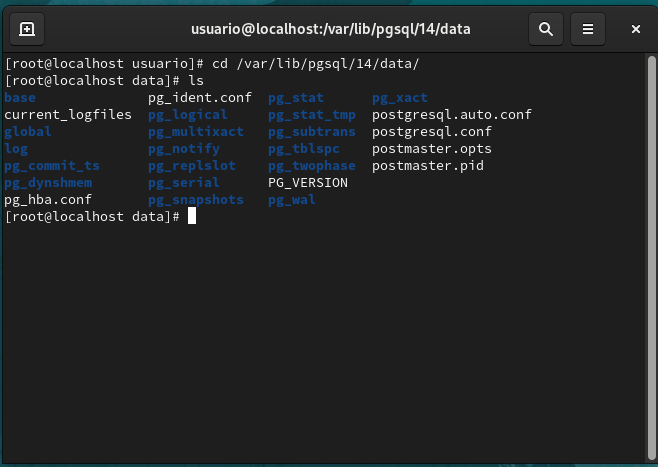 usuario@localhost:/var/lib/pgsql/14/data
[root@localhost usuario]# cd /var/lib/pgsql/14/data/
[root@localhost data]# ls
base              pg_ident.conf  pg_stat      pg_xact
current_logfiles  pg_logical     pg_stat_tmp  postgresql.auto.conf
global            pg_multixact   pg_subtrans  postgresql.conf
log               pg_notify      pg_tblspc    postmaster.opts
pg_commit_ts      pg_replslot    pg_twophase  postmaster.pid
pg_dynshmem       pg_serial      PG_VERSION
pg_hba.conf       pg_snapshots   pg_wal
[root@localhost data]#